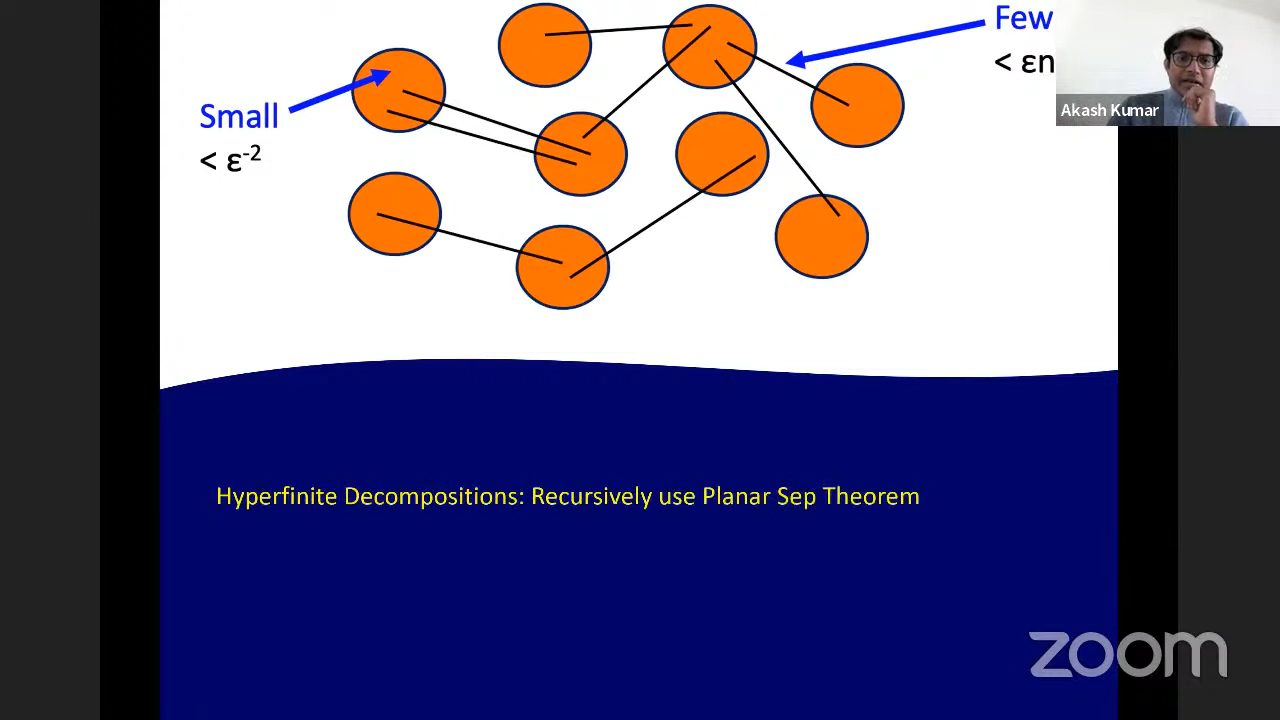 Few
< εn
Akash Kumar
Small
< ε⁻²
Hyperfinite Decompositions: Recursively use Planar Sep Theorem
zoom